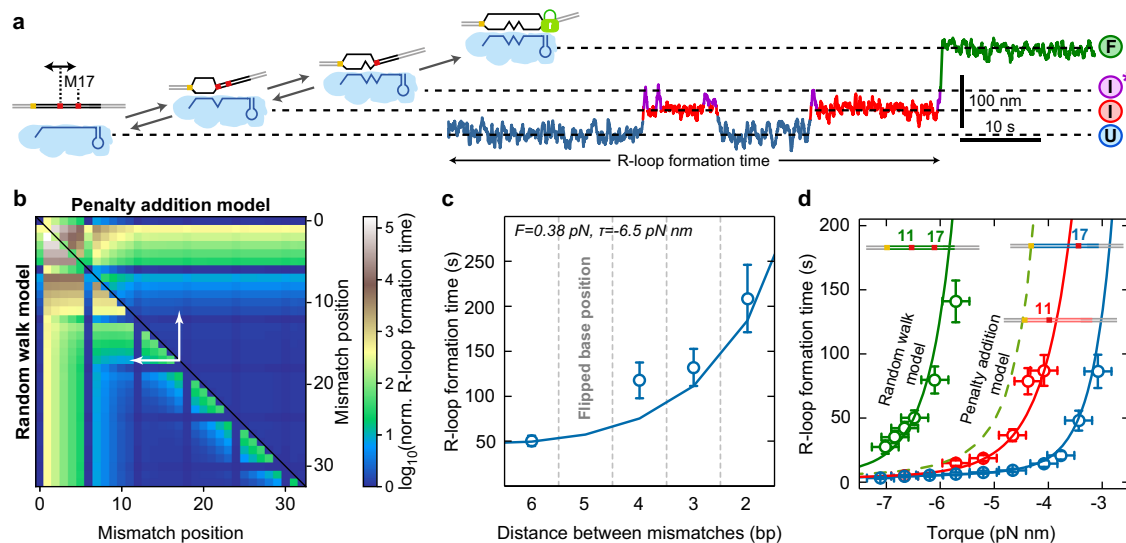 a
M17
F
I*
I
U
100 nm
10 s
R-loop formation time
b
Penalty addition model
Random walk model
0
10
20
30
Mismatch position
0
10
20
30
Mismatch position
5
4
3
2
1
0
log10(norm. R-loop formation time)
c
F=0.38 pN, τ=-6.5 pN nm
Flipped base position
R-loop formation time (s)
250
200
150
100
50
6
5
4
3
2
Distance between mismatches (bp)
d
R-loop formation time (s)
200
150
100
50
0
11 17
17
11
Random walk
model
Penalty addition
model
-7
-6
-5
-4
-3
Torque (pN nm)